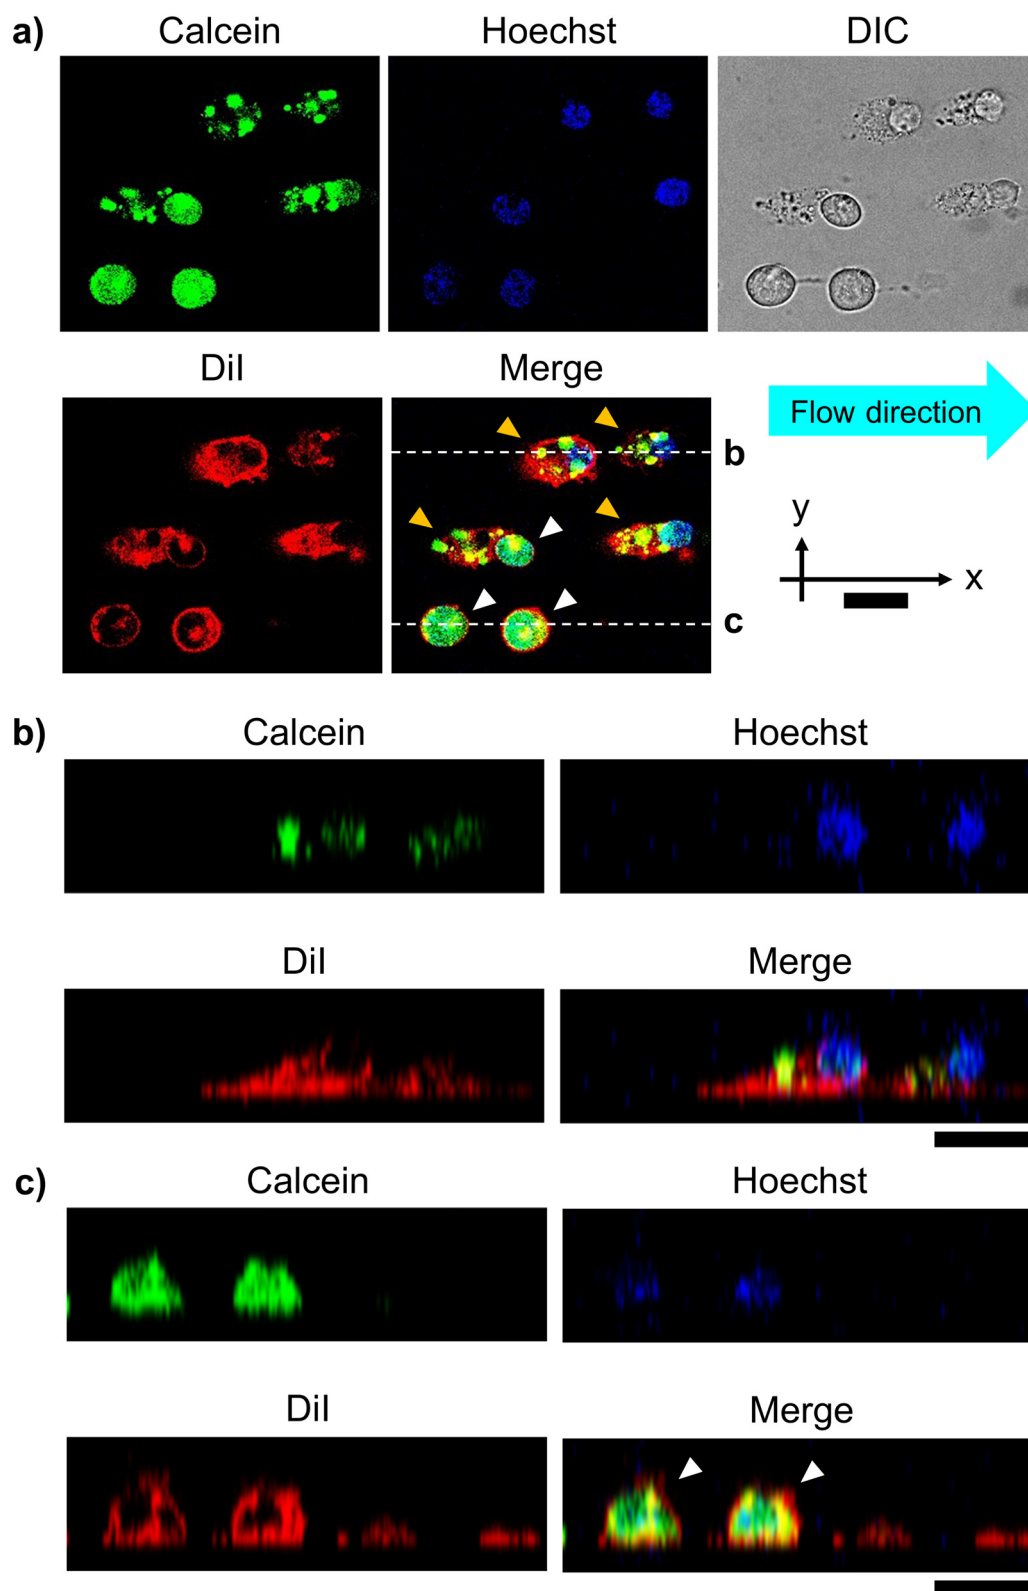 a)
Calcein
Hoechst
DIC
DiI
Merge
Flow direction
b
y
x
c
b)
Calcein
Hoechst
DiI
Merge
c)
Calcein
Hoechst
DiI
Merge